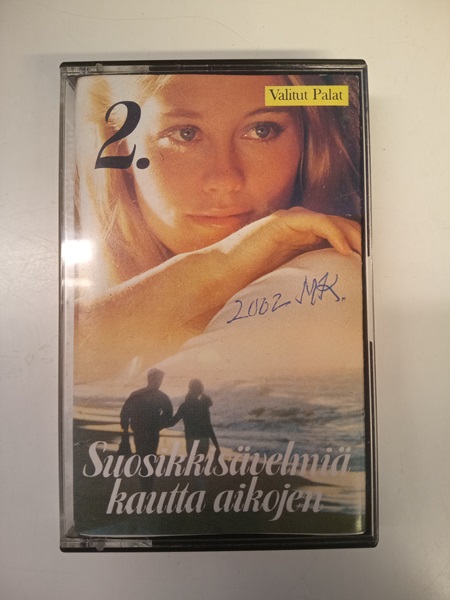 2.
Valitut Palat
2002 MK.
Suosikkisävelmiä
kautta aikojen